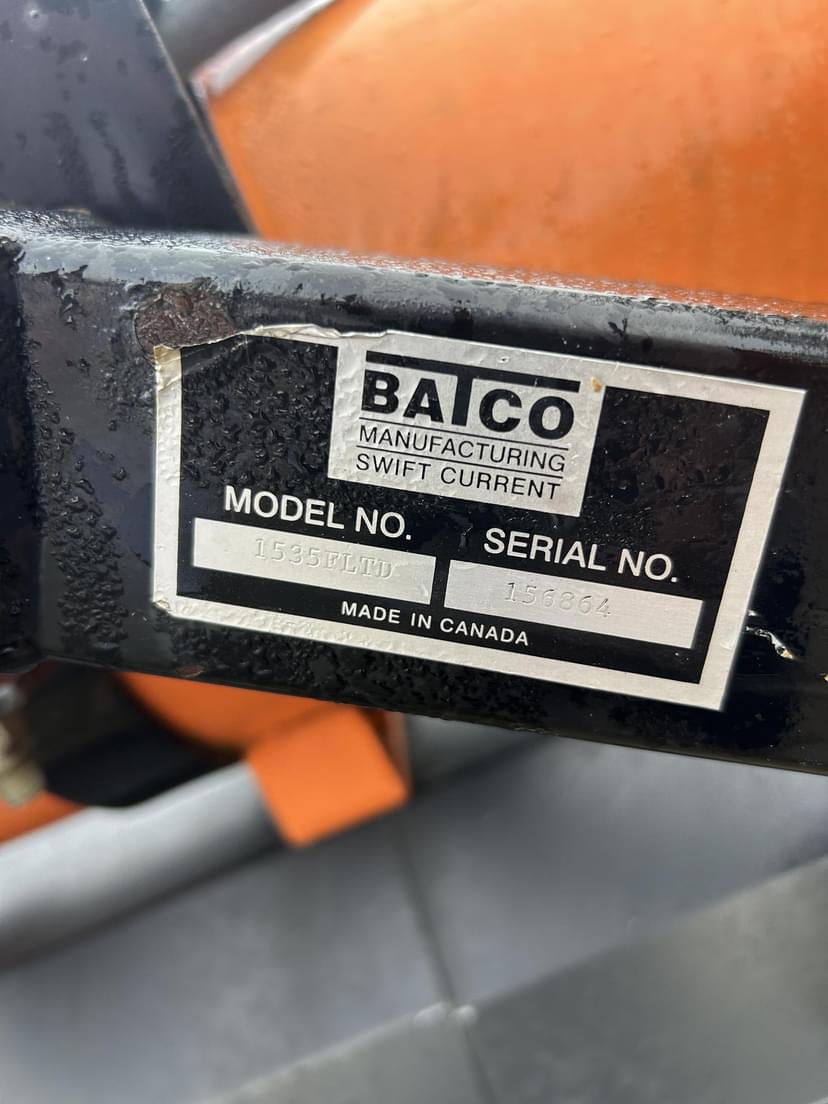 BATCO
MANUFACTURING
SWIFT CURRENT
MODEL NO. SERIAL NO.
1535FLTD 156864
MADE IN CANADA